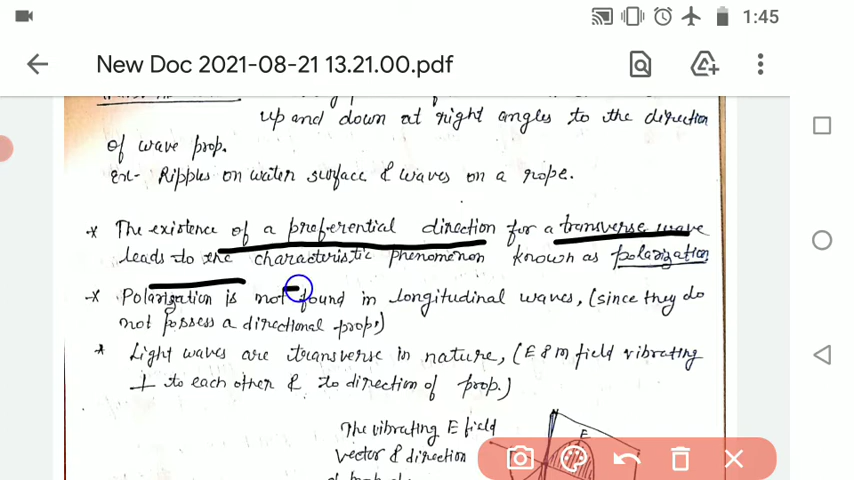 1:45
New Doc 2021-08-21 13.21.00.pdf
up and down at right angles to the direction
of wave prop.
Ex- Ripples on water surface & waves on a rope.
* The existence of a preferential direction for a transverse wave
leads to the characteristic phenomenon known as polarization
* Polarization is not found in longitudinal waves, (since they do
not possess a directional prop.)
* Light waves are transverse in nature, (E & M field vibrating
⊥ to each other & to direction of prop.)
The vibrating E field
vector & direction
E